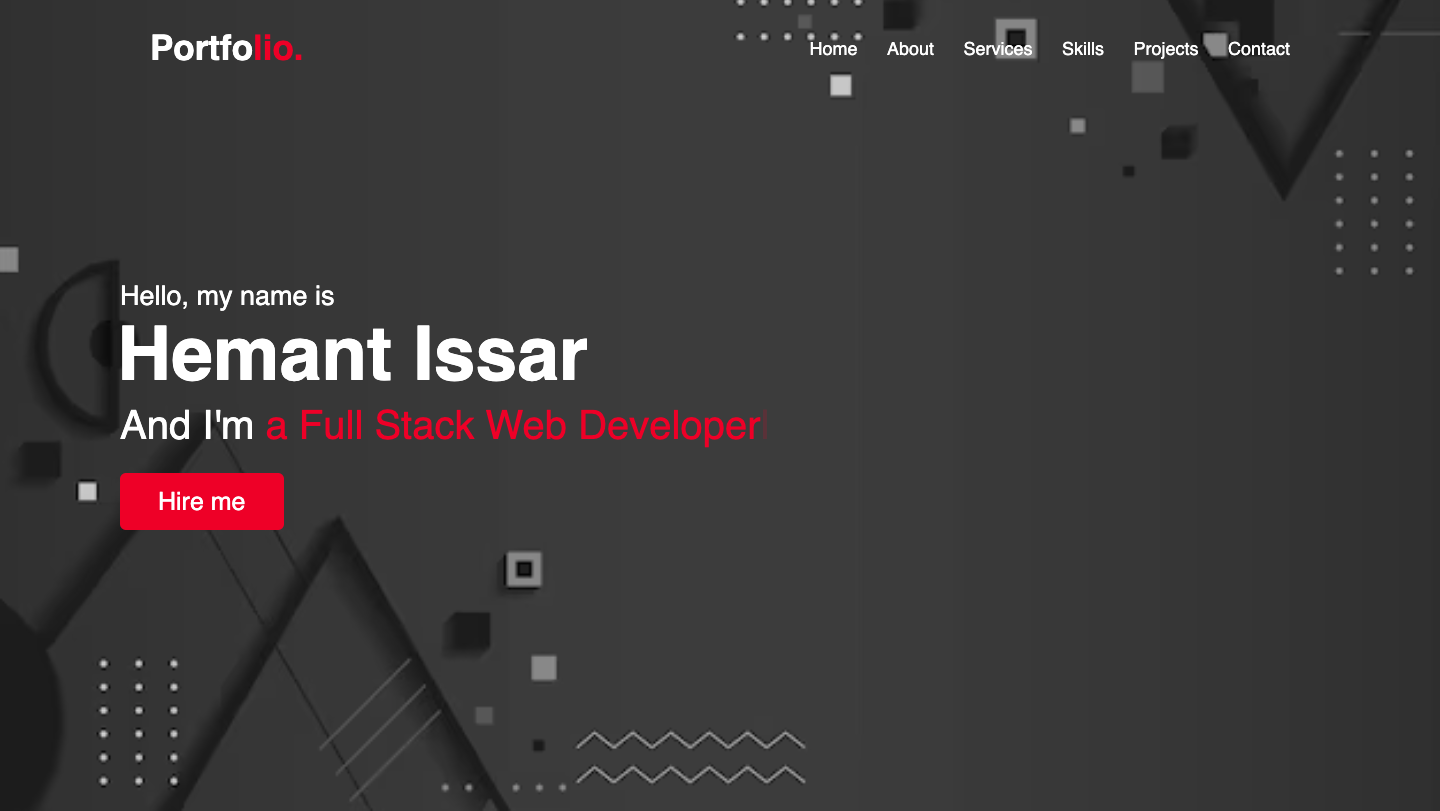 Portfolio.
Home About Services Skills Projects Contact
Hello, my name is
Hemant Issar
And I'm a Full Stack Web Developer
Hire me